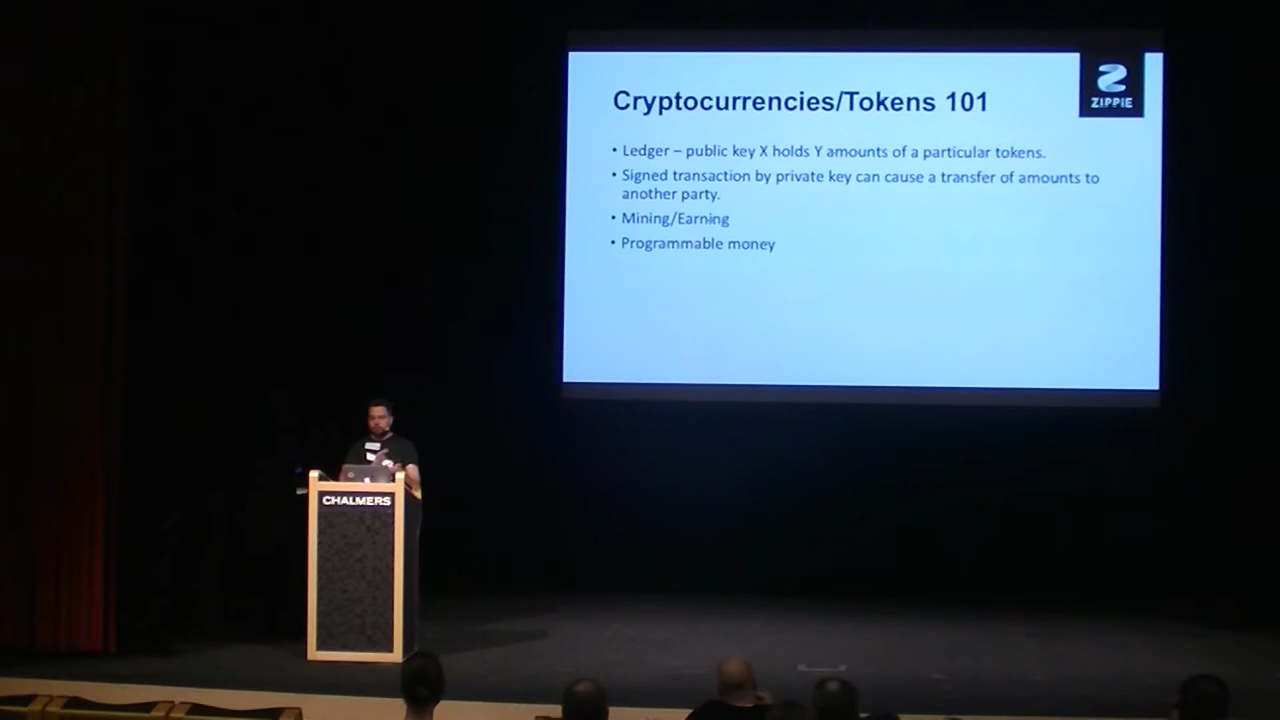 Cryptocurrencies/Tokens 101
ZIPPIE
• Ledger – public key X holds Y amounts of a particular tokens.
• Signed transaction by private key can cause a transfer of amounts to
another party.
• Mining/Earning
• Programmable money
CHALMERS